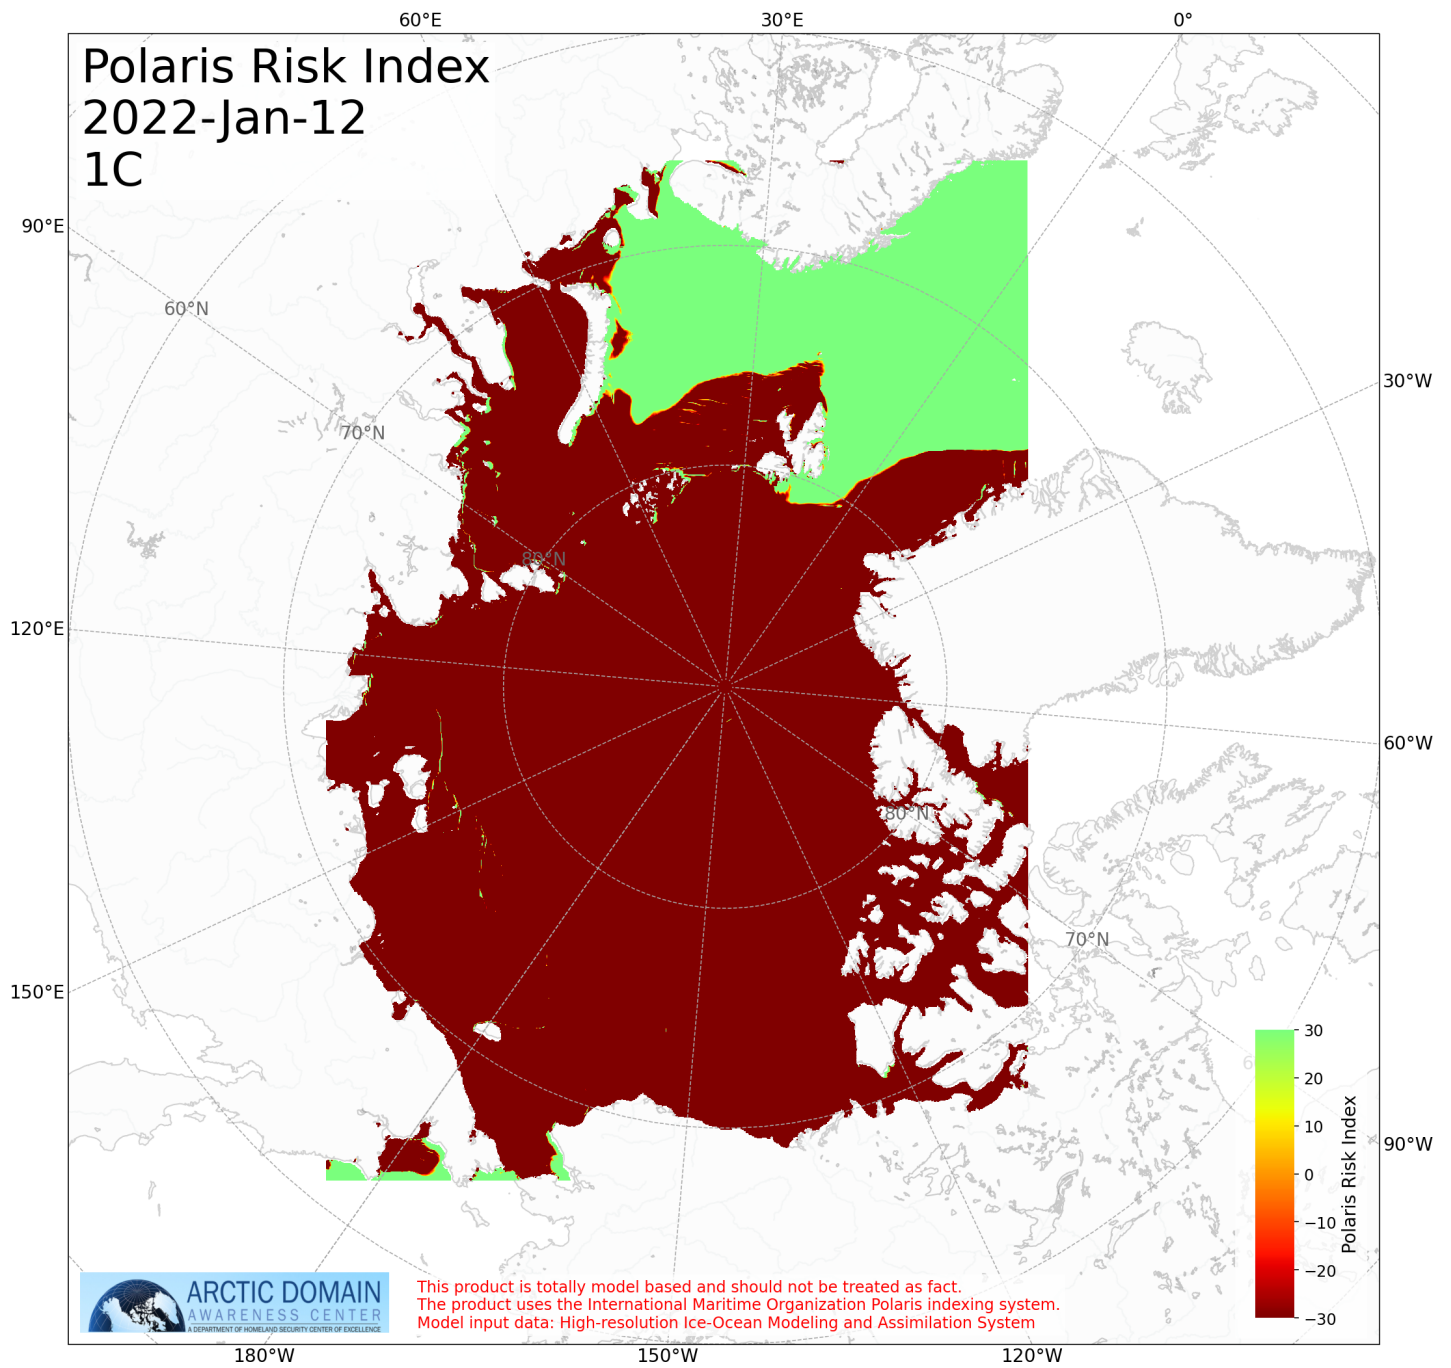 60°E
30°E
0°
Polaris Risk Index
2022-Jan-12
1C
90°E
60°N
30°W
70°N
80°N
120°E
60°W
80°N
70°N
150°E
30
20
10
0
−10
−20
−30
Polaris Risk Index
90°W
ARCTIC DOMAIN
AWARENESS CENTER
A DEPARTMENT OF HOMELAND SECURITY CENTER OF EXCELLENCE
This product is totally model based and should not be treated as fact.
The product uses the International Maritime Organization Polaris indexing system.
Model input data: High-resolution Ice-Ocean Modeling and Assimilation System
180°W
150°W
120°W